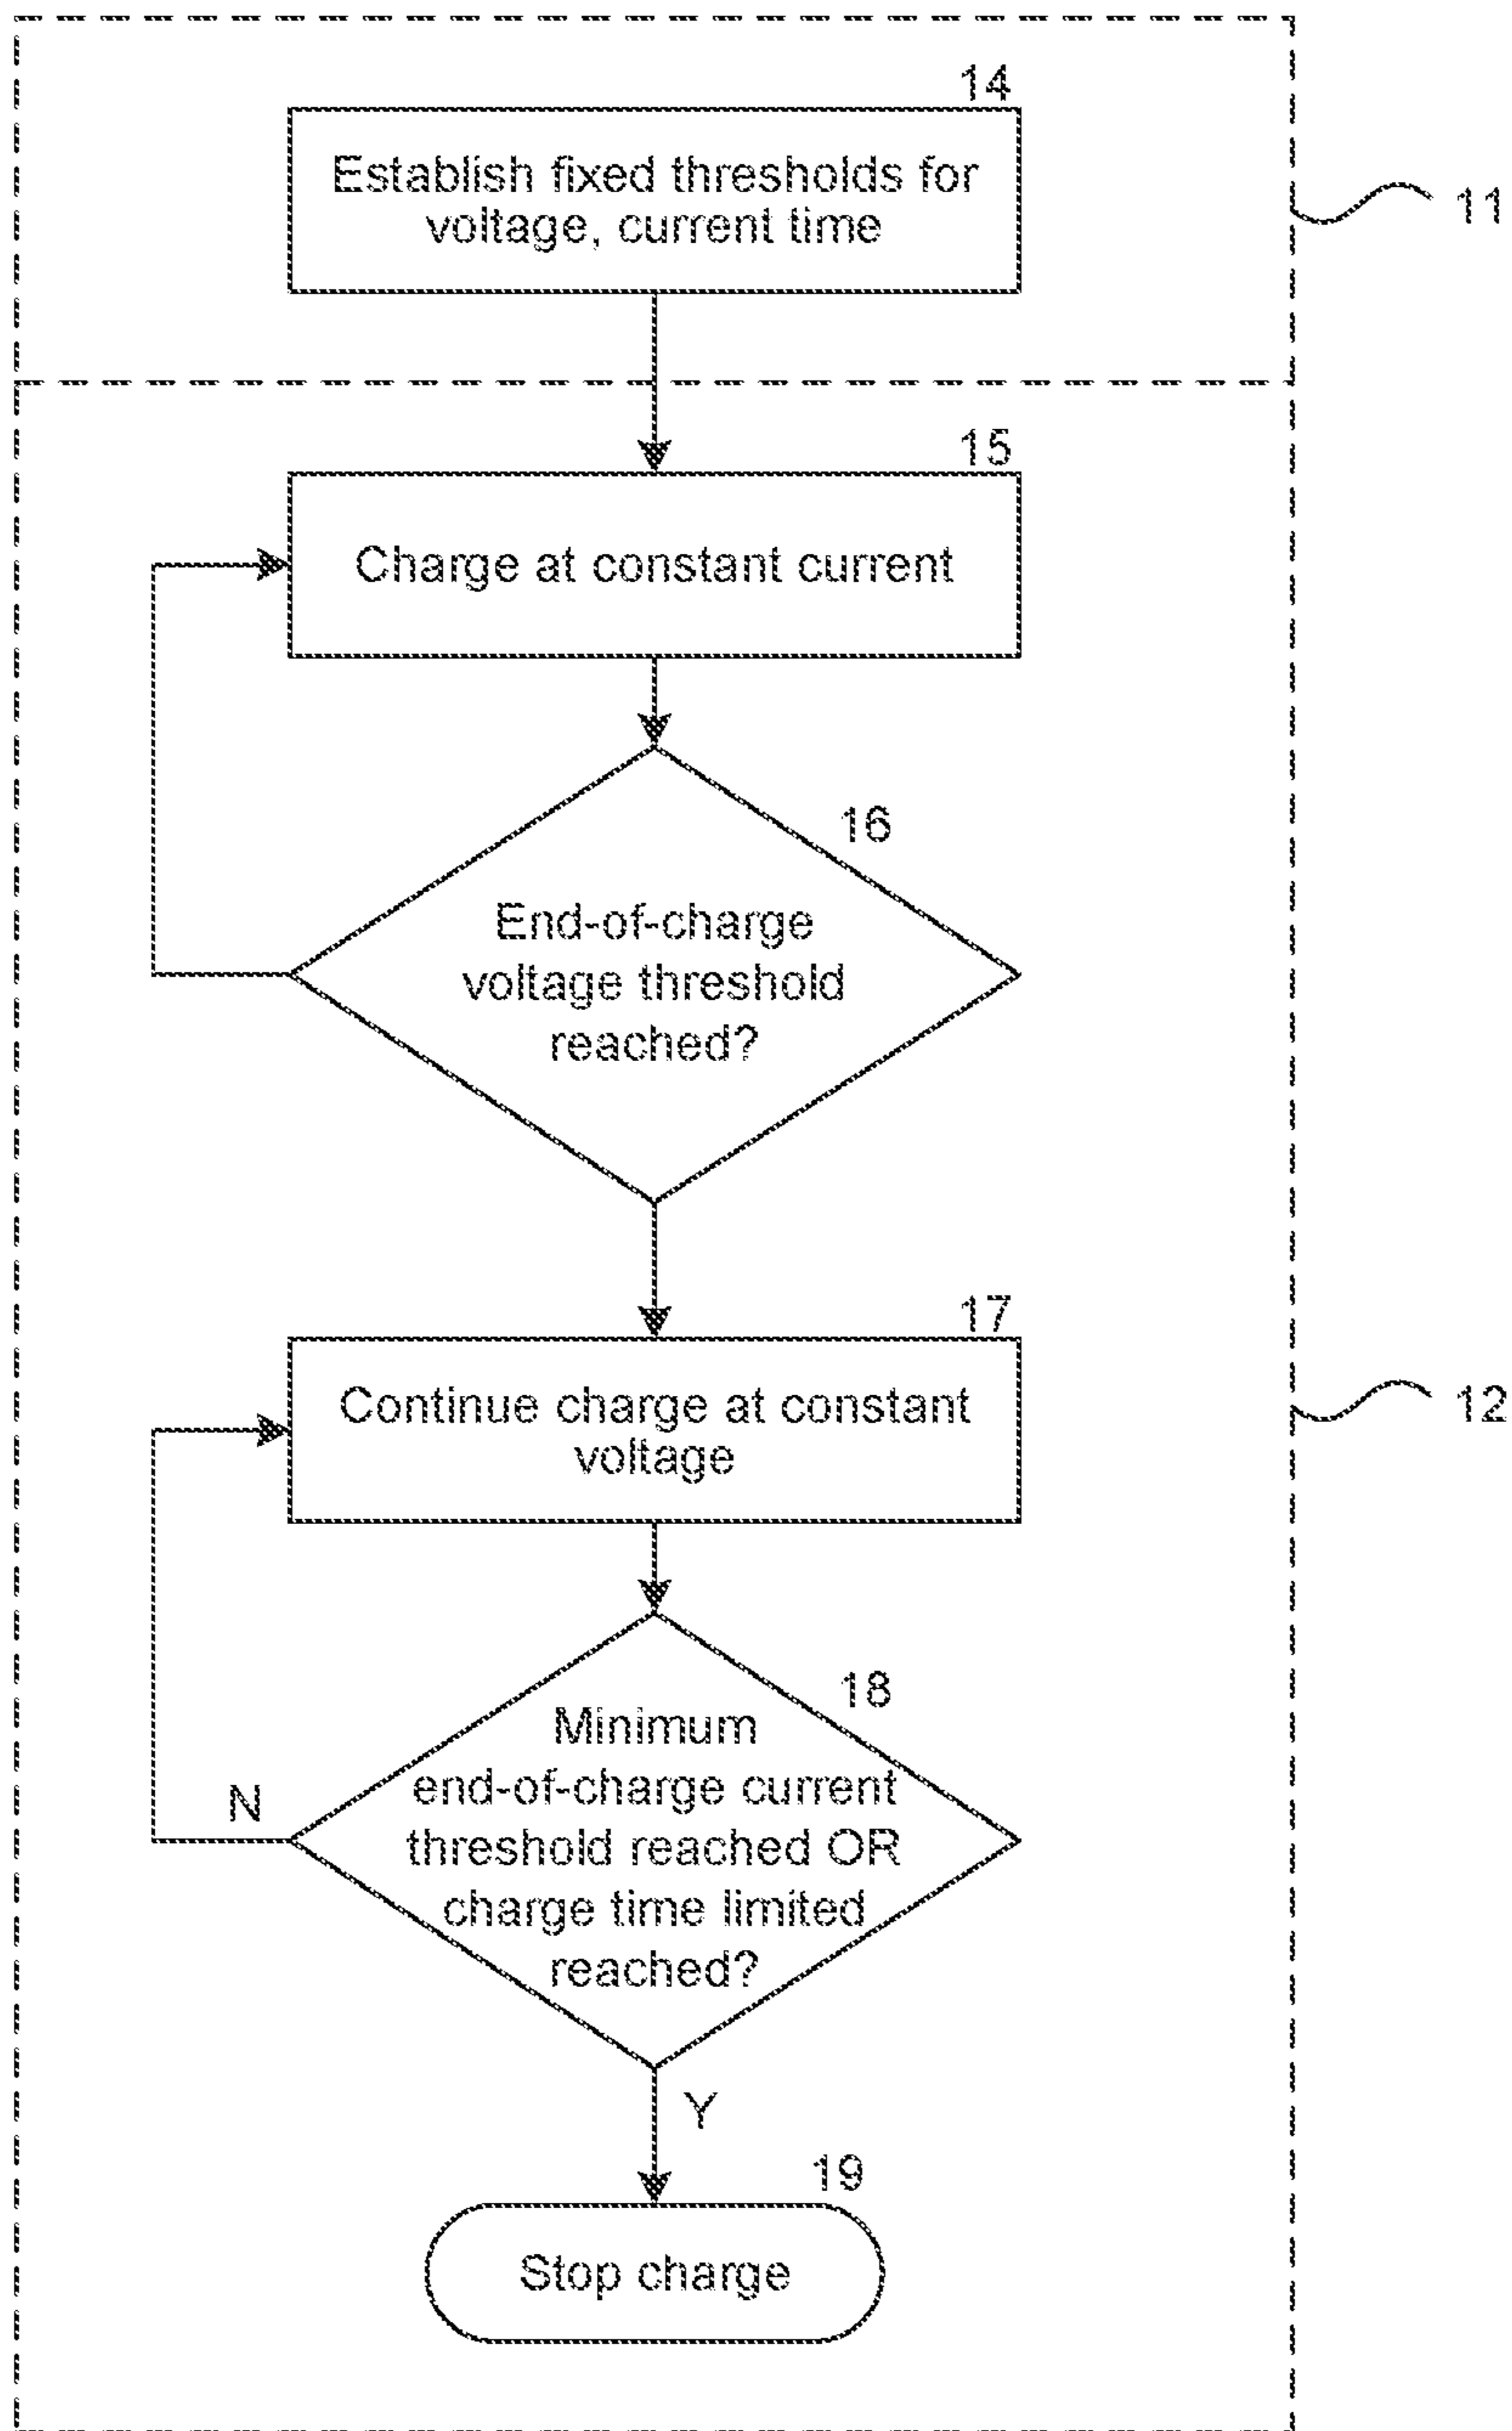 14
Establish fixed thresholds for
voltage, current time
11
15
Charge at constant current
16
End-of-charge
voltage threshold
reached?
17
Continue charge at constant
voltage
12
18
Minimum
end-of-charge current
threshold reached OR
charge time limited
reached?
N
Y
19
Stop charge